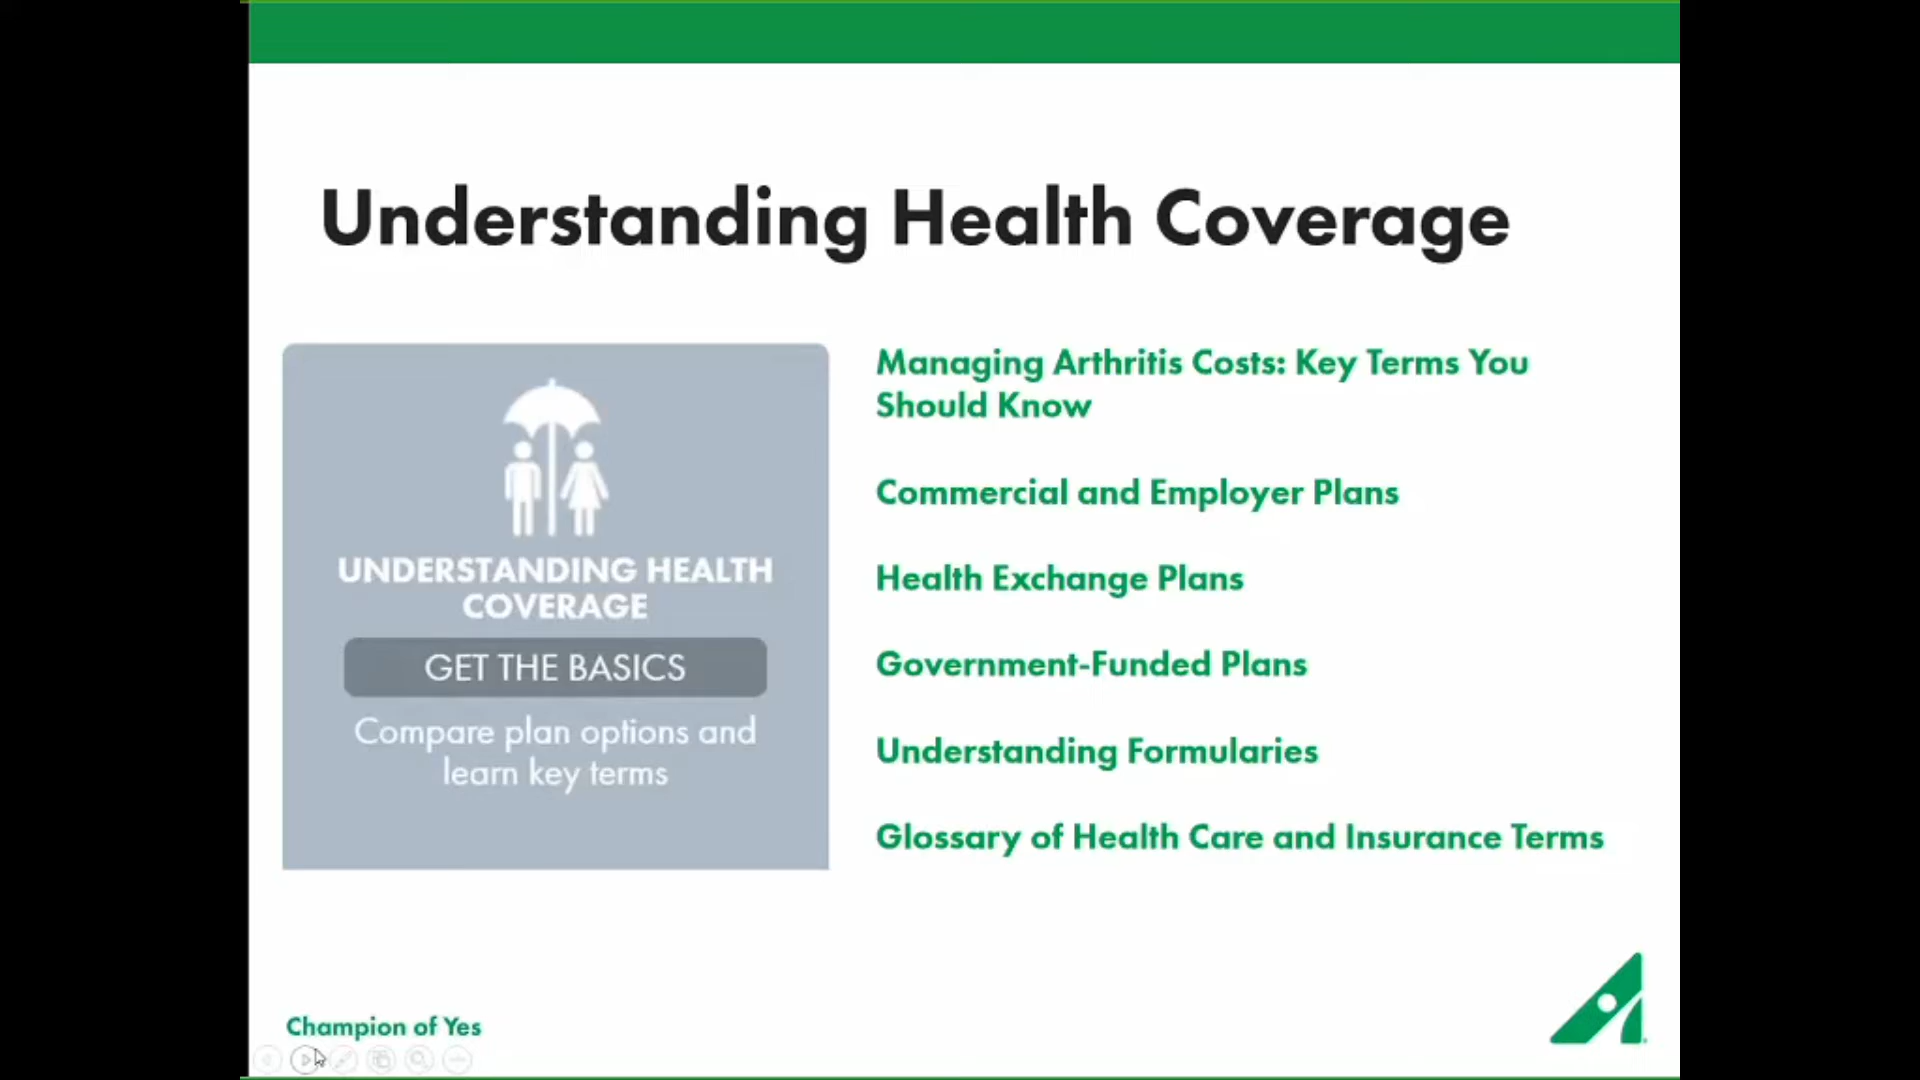 Understanding Health Coverage
UNDERSTANDING HEALTH
COVERAGE
GET THE BASICS
Compare plan options and
learn key terms
Managing Arthritis Costs: Key Terms You
Should Know
Commercial and Employer Plans
Health Exchange Plans
Government-Funded Plans
Understanding Formularies
Glossary of Health Care and Insurance Terms
Champion of Yes